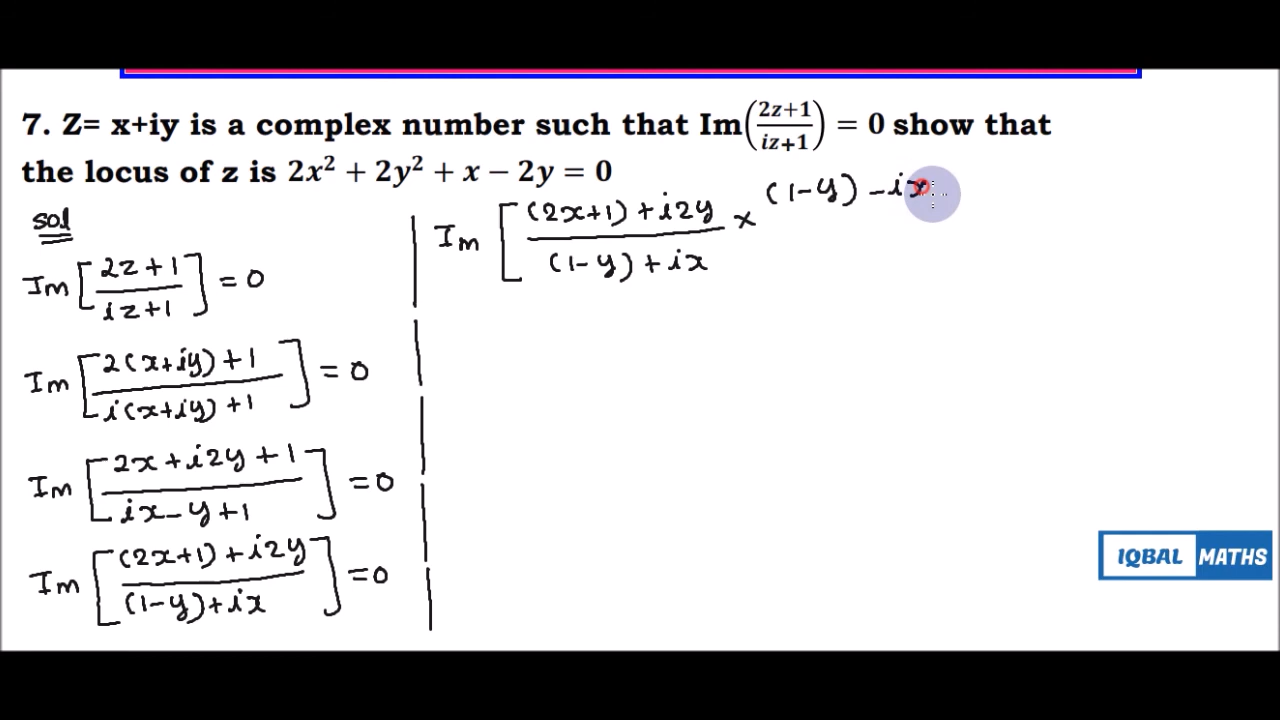 7. Z= x+iy is a complex number such that Im(2z+1/iz+1) = 0 show that
the locus of z is 2x² + 2y² + x − 2y = 0
sol
Im [2z+1/iz+1] = 0
Im [2(x+iy)+1/i(x+iy)+1] = 0
Im [2x+i2y+1/ix-y+1] = 0
Im [(2x+1)+i2y/(1-y)+ix] = 0
Im [(2x+1)+i2y/(1-y)+ix × (1-y)-ix
IQBAL MATHS